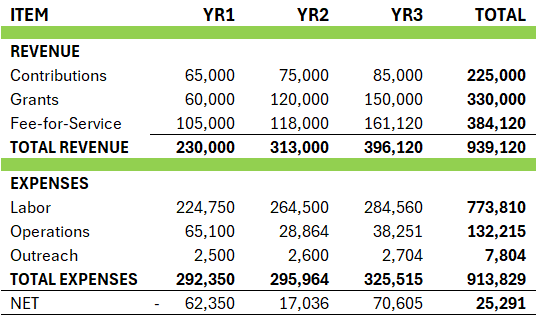 ITEM YR1 YR2 YR3 TOTAL
REVENUE
Contributions 65,000 75,000 85,000 225,000
Grants 60,000 120,000 150,000 330,000
Fee-for-Service 105,000 118,000 161,120 384,120
TOTAL REVENUE 230,000 313,000 396,120 939,120
EXPENSES
Labor 224,750 264,500 284,560 773,810
Operations 65,100 28,864 38,251 132,215
Outreach 2,500 2,600 2,704 7,804
TOTAL EXPENSES 292,350 295,964 325,515 913,829
NET - 62,350 17,036 70,605 25,291